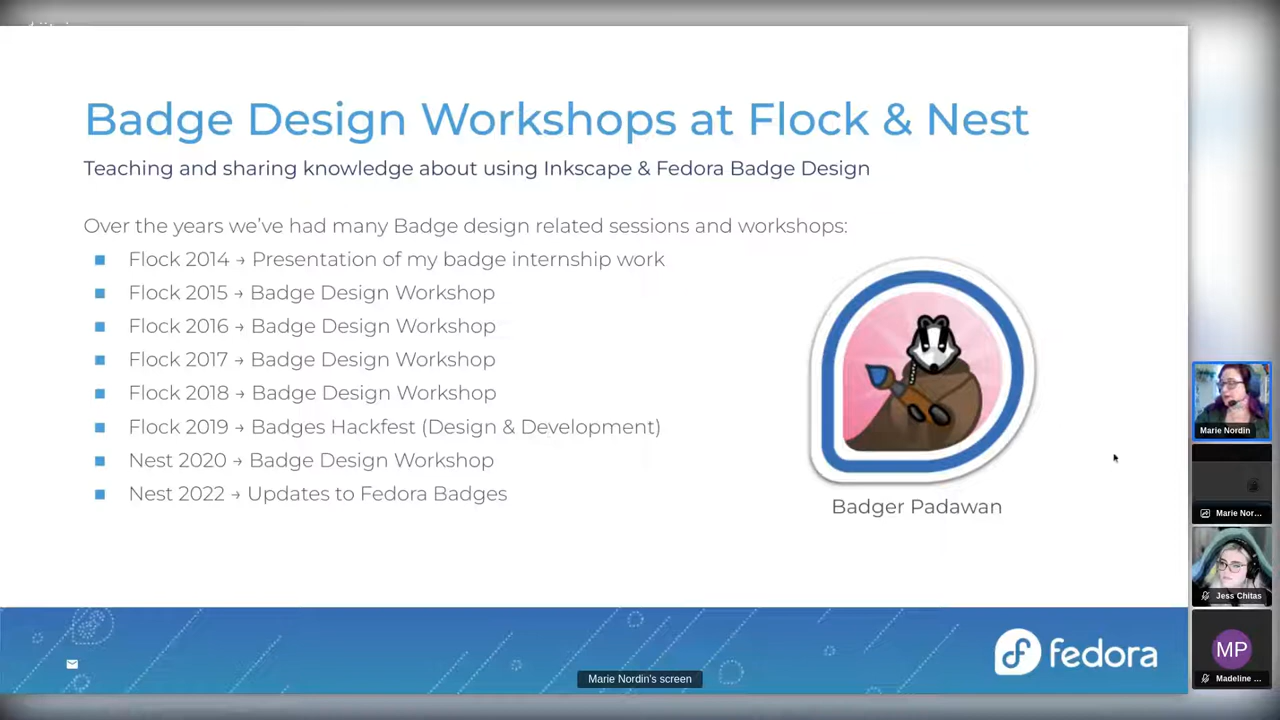 Badge Design Workshops at Flock & Nest
Teaching and sharing knowledge about using Inkscape & Fedora Badge Design
Over the years we've had many Badge design related sessions and workshops:
Flock 2014 → Presentation of my badge internship work
Flock 2015 → Badge Design Workshop
Flock 2016 → Badge Design Workshop
Flock 2017 → Badge Design Workshop
Flock 2018 → Badge Design Workshop
Flock 2019 → Badges Hackfest (Design & Development)
Nest 2020 → Badge Design Workshop
Nest 2022 → Updates to Fedora Badges
Badger Padawan
fedora
Marie Nordin's screen
Marie Nordin
Marie Nor...
Jess Chitas
MP
Madeline ...